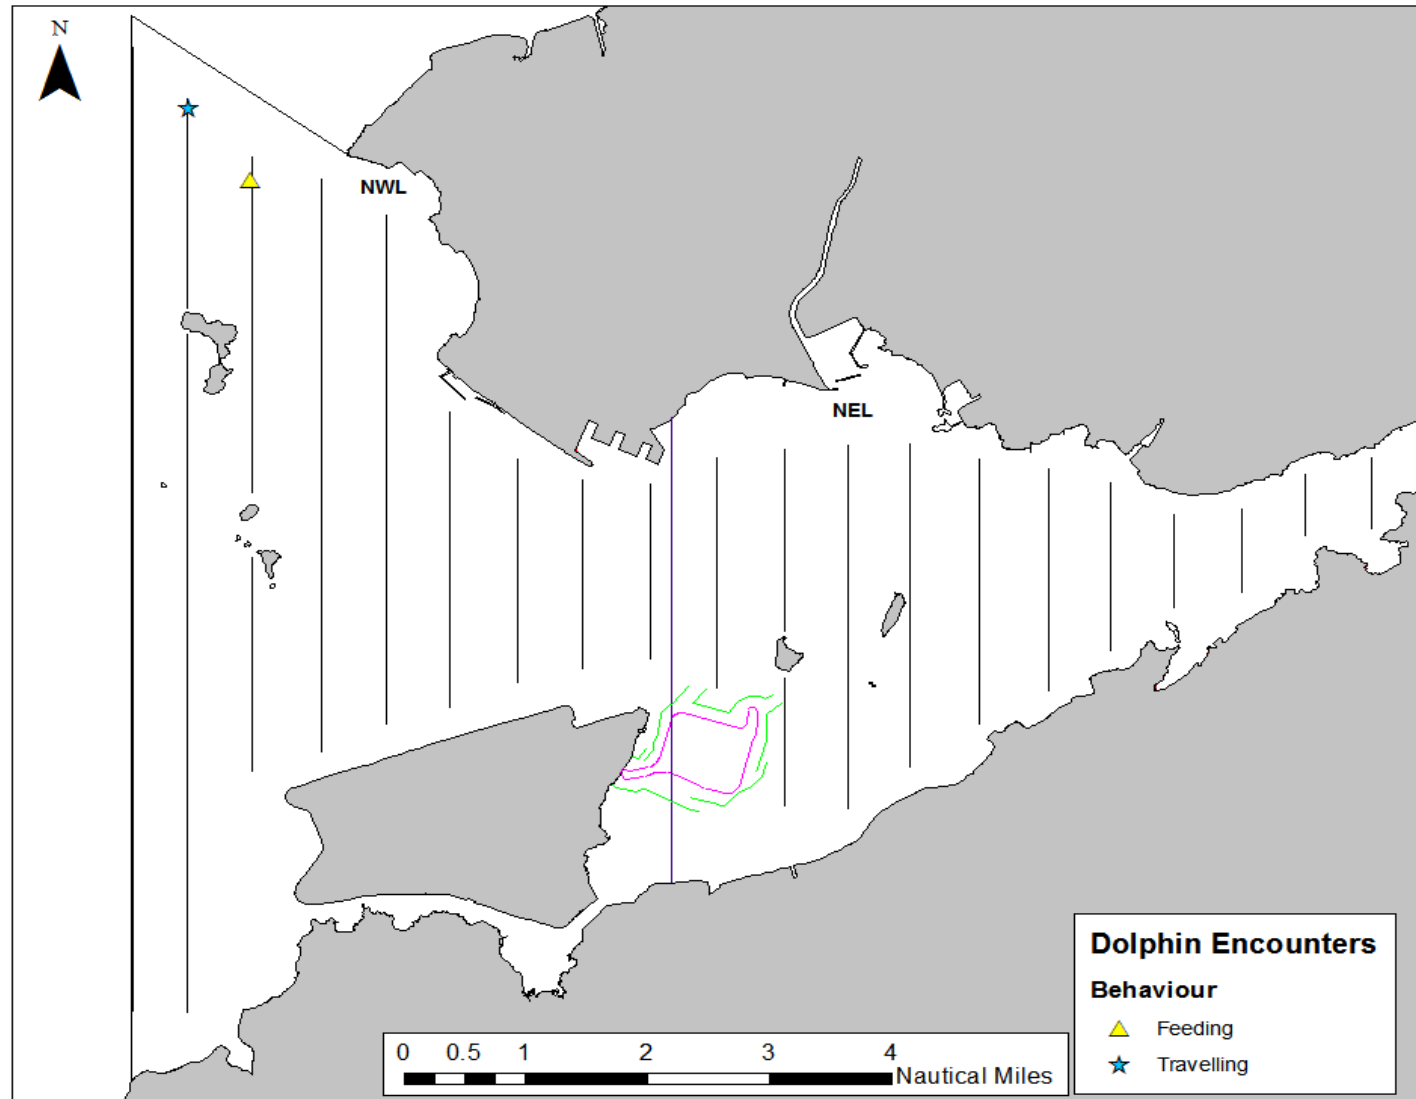 N
NWL
NEL
Dolphin Encounters
Behaviour
Feeding
Travelling
0 0.5 1 2 3 4
Nautical Miles